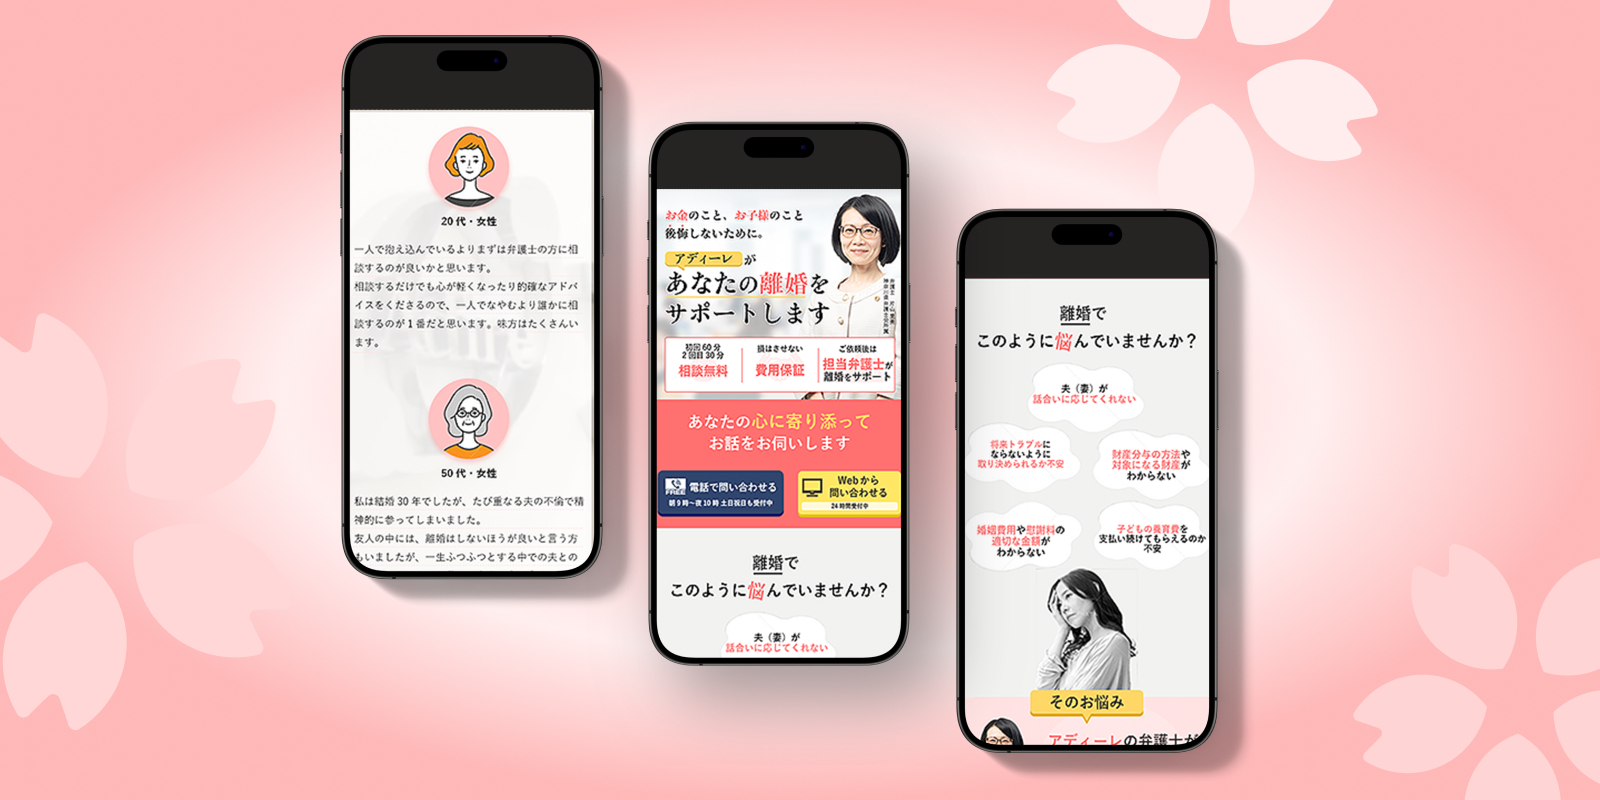 20代・女性
一人で抱え込んでいるよりまずは弁護士の方に相
談するのが良いかと思います。
相談するだけでも心が軽くなったり的確なアドバ
イスをくださるので、一人でなやむより誰かに相
談するのが1番だと思います。味方はたくさんい
ます。
50代・女性
私は結婚30年でしたが、たび重なる夫の不倫で精
神的に参ってしまいました。
友人の中には、離婚はしないほうが良いと言う方
もいましたが、一生ふつふつとする中での夫との
お金のこと、お子様のこと
後悔しないために。
アディーレが
あなたの離婚を
サポートします
初回60分
2回目30分
相談無料
損はさせない
費用保証
ご依頼後は
担当弁護士が
離婚をサポート
あなたの心に寄り添って
お話をお伺いします
FREE
電話で問い合わせる
朝9時〜夜10時 土日祝日も受付中
Webから
問い合わせる
24時間受付中
離婚で
このように悩んでいませんか？
夫（妻）が
話合いに応じてくれない
離婚で
このように悩んでいませんか？
夫（妻）が
話合いに応じてくれない
将来トラブルに
ならないように
取り決められるか不安
財産分与の方法や
対象になる財産が
わからない
婚姻費用や慰謝料の
適切な金額が
わからない
子どもの養育費を
支払い続けてもらえるのか
不安
そのお悩み
アディーレの弁護士が